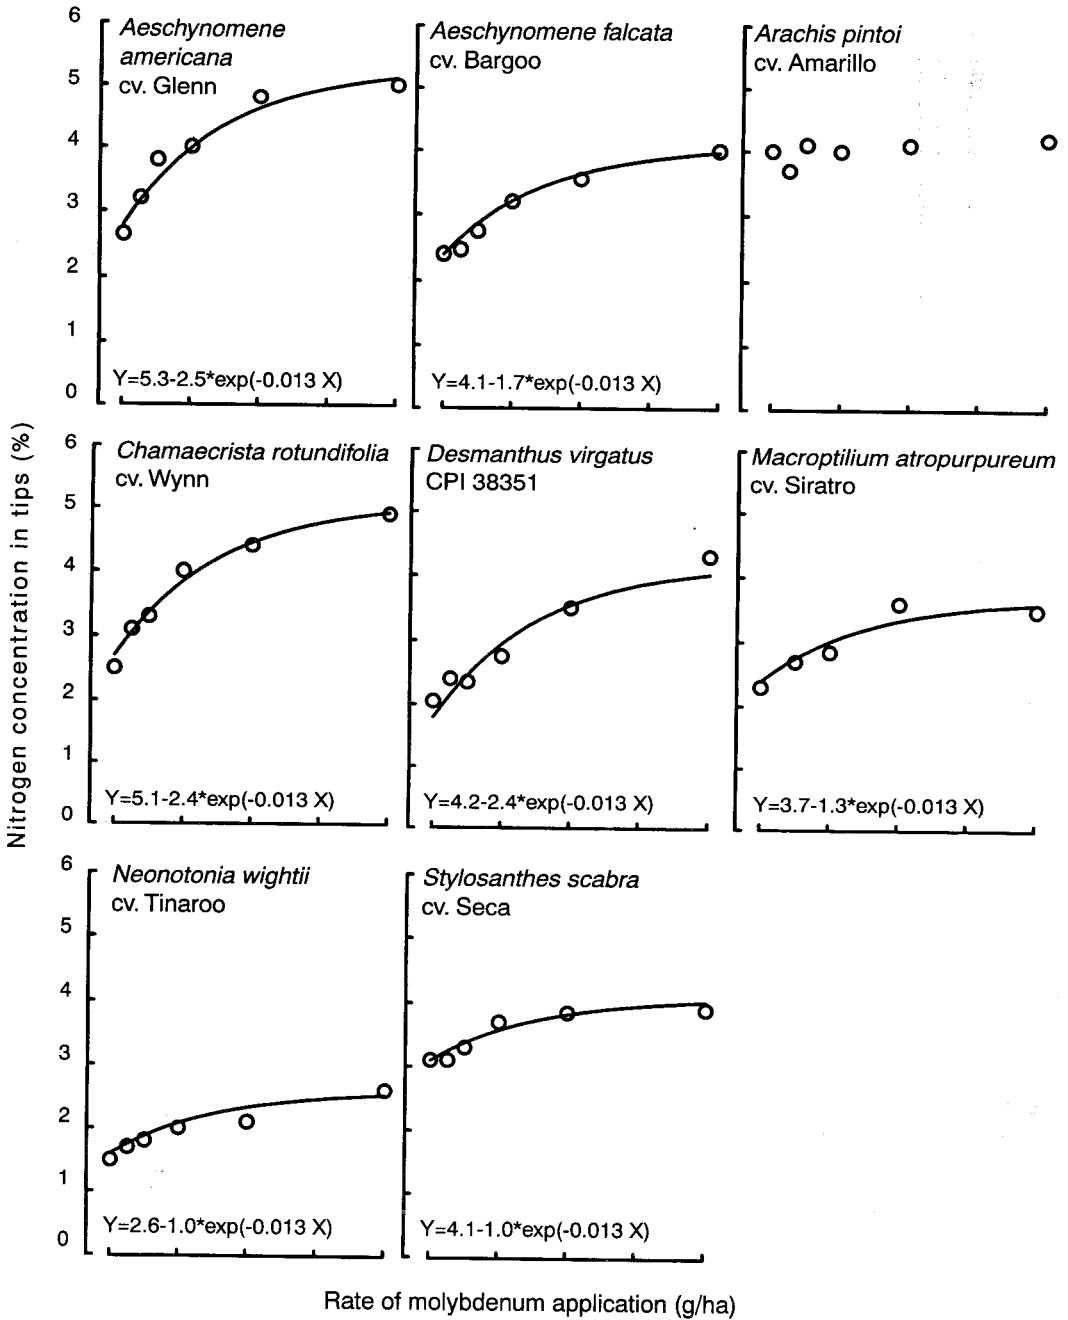 Nitrogen concentration in tips (%)
6
5
4
3
2
1
0
Aeschynomene
americana
cv. Glenn
Y=5.3-2.5*exp(-0.013 X)
Aeschynomene falcata
cv. Bargoo
Y=4.1-1.7*exp(-0.013 X)
Arachis pintoi
cv. Amarillo
6
5
4
3
2
1
0
Chamaecrista rotundifolia
cv. Wynn
Y=5.1-2.4*exp(-0.013 X)
Desmanthus virgatus
CPI 38351
Y=4.2-2.4*exp(-0.013 X)
Macroptilium atropurpureum
cv. Siratro
Y=3.7-1.3*exp(-0.013 X)
6
5
4
3
2
1
0
Neonotonia wightii
cv. Tinaroo
Y=2.6-1.0*exp(-0.013 X)
Stylosanthes scabra
cv. Seca
Y=4.1-1.0*exp(-0.013 X)
Rate of molybdenum application (g/ha)